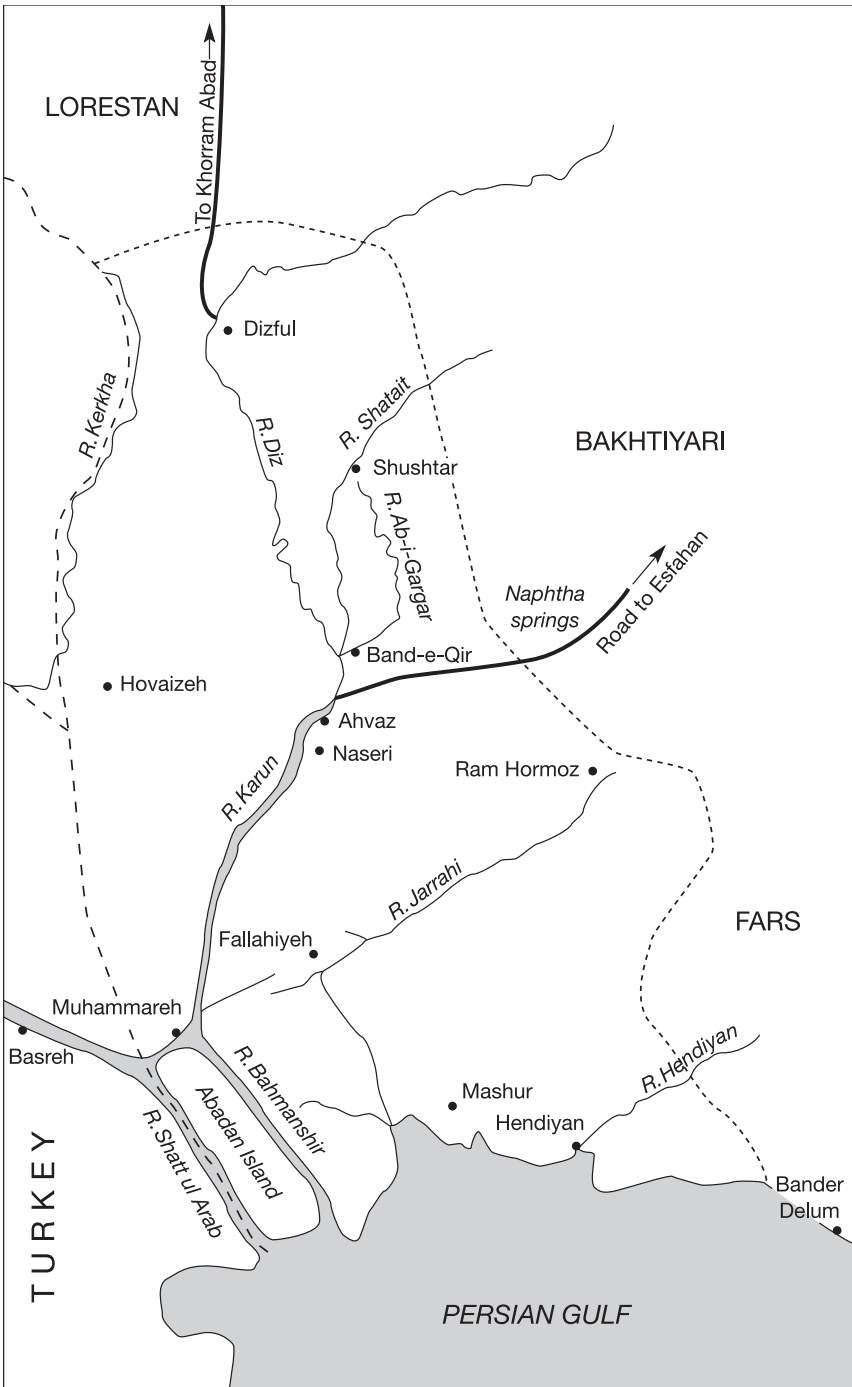 LORESTAN
To Khorram Abad
Dizful
R. Kerkha
R. Diz
R. Shatait
BAKHTIYARI
Shushtar
R. Ab-i-Gargar
Naphtha
springs
Road to Esfahan
Band-e-Qir
Hovaizeh
Ahvaz
Naseri
R. Karun
Ram Hormoz
R. Jarrahi
FARS
Fallahiyeh
Muhammareh
Basreh
R. Bahmanshir
R. Hendiyan
Abadan Island
Mashur
Hendiyan
R. Shatt ul Arab
TURKEY
Bander
Delum
PERSIAN GULF